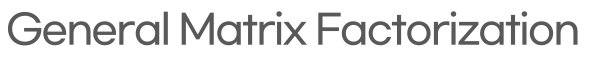 General Matrix Factorization